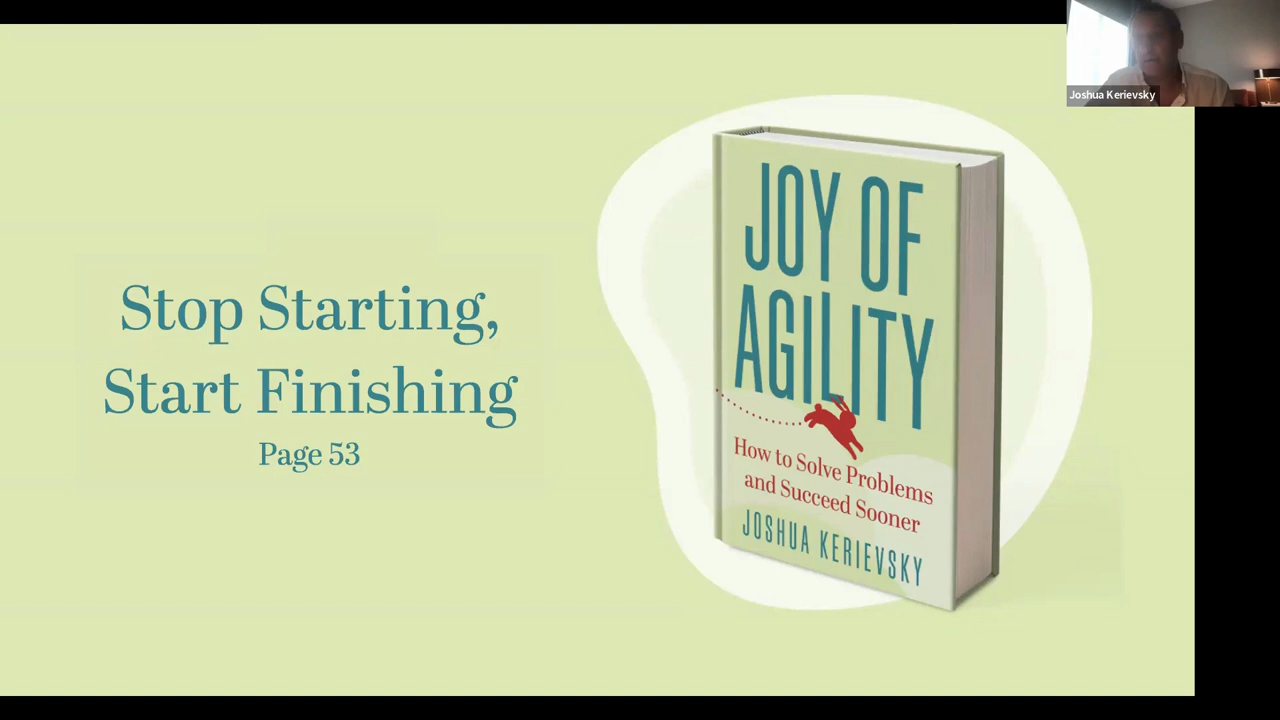 Joshua Kerievsky
Stop Starting,
Start Finishing
Page 53
JOY OF
AGILITY
How to Solve Problems
and Succeed Sooner
JOSHUA KERIEVSKY